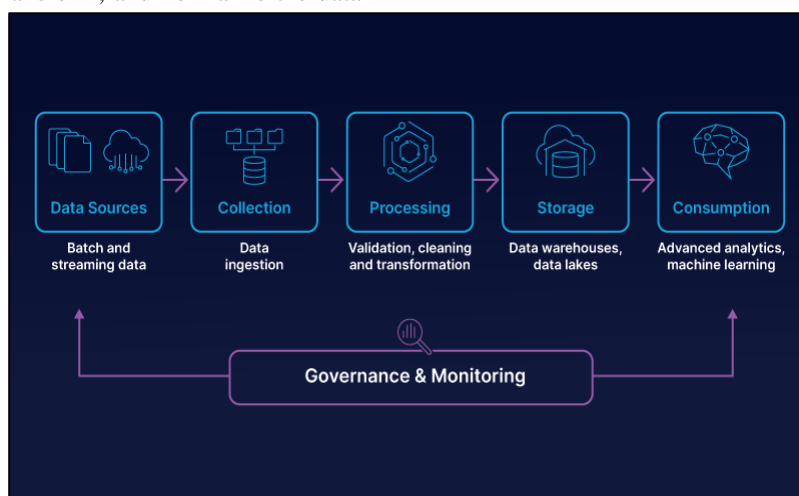 Data Sources
Collection
Processing
Storage
Consumption
Batch and
streaming data
Data
ingestion
Validation, cleaning
and transformation
Data warehouses,
data lakes
Advanced analytics,
machine learning
Governance & Monitoring